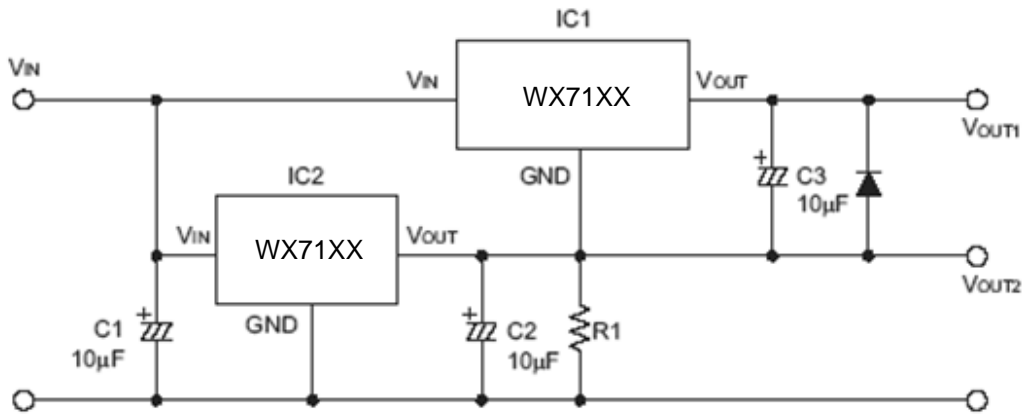 IC1
VIN
VIN
WX71XX
VOUT
VOUT1
GND
C3
10µF
+
IC2
VIN
WX71XX
VOUT
VOUT2
GND
+
C1
10µF
+
C2
10µF
R1